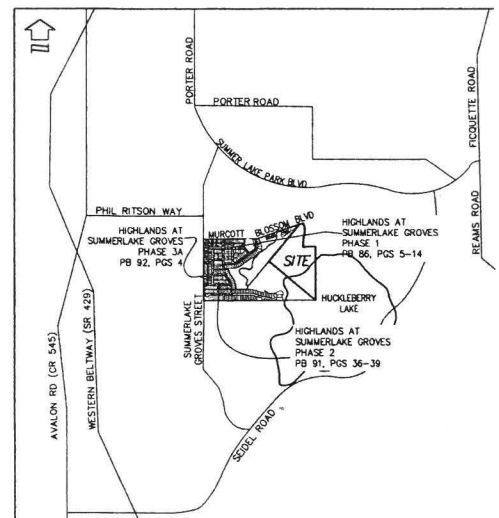 N
PORTER ROAD
PORTER ROAD
FICQUETTE ROAD
SUMMER LAKE PARK BLVD
REAMS ROAD
PHIL RITSON WAY
MURCOTT BLOSSOM BLVD
HIGHLANDS AT
SUMMERLAKE GROVES
PHASE 3A
PB 92, PGS 4
HIGHLANDS AT
SUMMERLAKE GROVES
PHASE 1
PB 86, PGS 5-14
SITE
HUCKLEBERRY
LAKE
SUMMERLAKE
GROVES STREET
HIGHLANDS AT
SUMMERLAKE GROVES
PHASE 2
PB 91, PGS 36-39
AVALON RD (CR 545)
WESTERN BELTWAY (SR 429)
SEIDEL ROAD